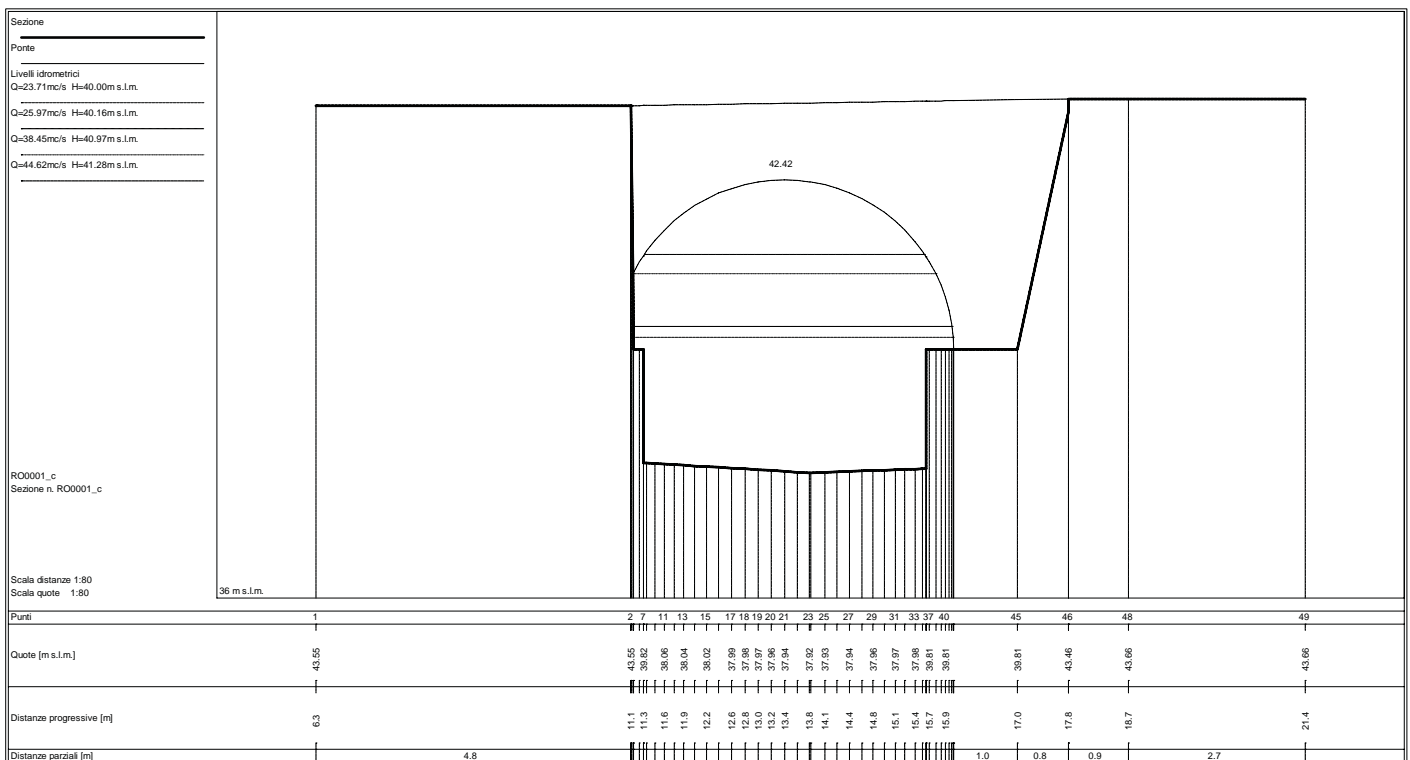 Sezione
Ponte
Livelli idrometrici
Q=23.71mc/s H=40.00m s.l.m.
Q=25.97mc/s H=40.16m s.l.m.
Q=38.45mc/s H=40.97m s.l.m.
Q=44.62mc/s H=41.28m s.l.m.
42.42
RO0001_c
Sezione n. RO0001_c
Scala distanze 1:80
Scala quote 1:80
36 m s.l.m.
Punti 1 2 7 11 13 15 17 18 19 20 21 23 25 27 29 31 33 37 40 45 46 48 49
Quote [m s.l.m.] 43.55 43.55 39.82 38.06 38.04 38.02 37.99 37.98 37.97 37.96 37.94 37.92 37.93 37.94 37.96 37.97 37.98 39.81 39.81 39.81 43.46 43.66 43.66
Distanze progressive [m] 6.3 11.1 11.3 11.6 11.9 12.2 12.6 12.8 13.0 13.2 13.4 13.8 14.1 14.4 14.8 15.1 15.4 15.7 15.9 17.0 17.8 18.7 21.4
Distanze parziali [m] 4.8 1.0 0.8 0.9 2.7